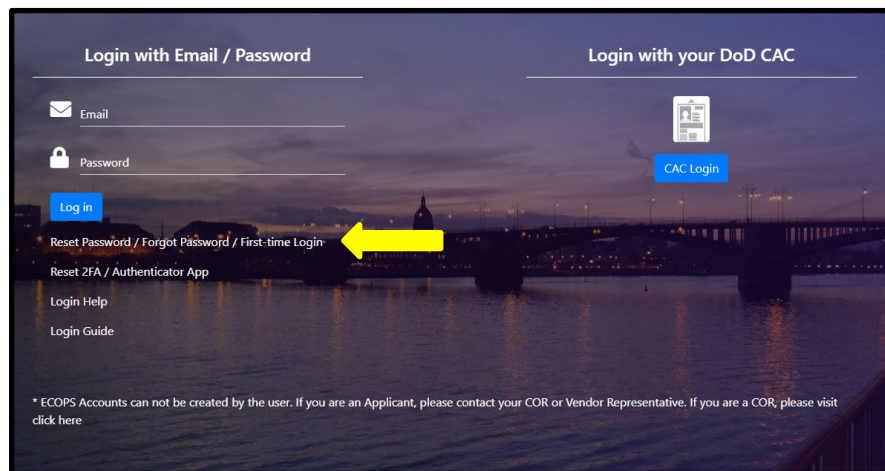 Login with Email / Password
Email
Password
Log in
Reset Password / Forgot Password / First-time Login
Reset 2FA / Authenticator App
Login Help
Login Guide
Login with your DoD CAC
CAC Login
* ECOPS Accounts can not be created by the user. If you are an Applicant, please contact your COR or Vendor Representative. If you are a COR, please visit
click here